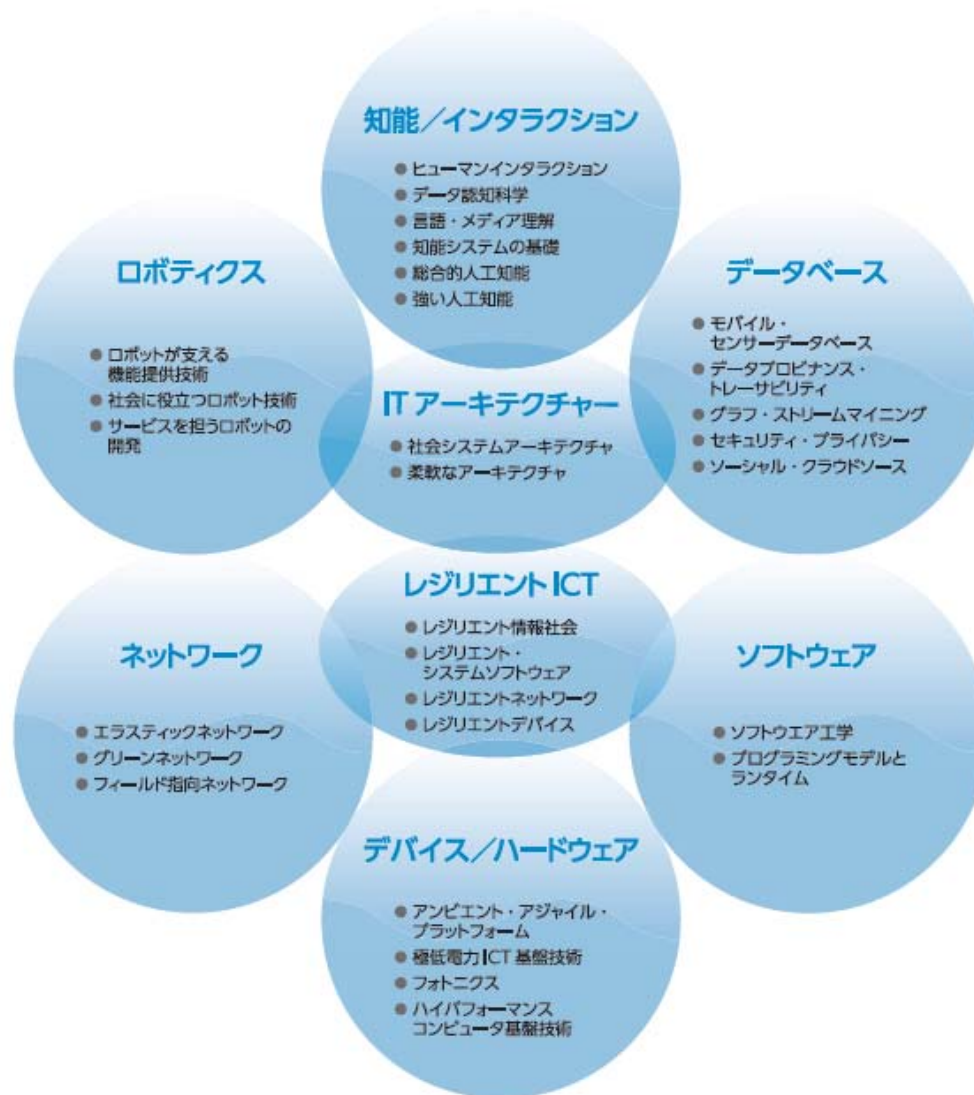 知能／インタラクション
● ヒューマンインタラクション
● データ認知科学
● 言語・メディア理解
● 知能システムの基礎
● 総合的人工知能
● 強い人工知能
ロボティクス
● ロボットが支える
機能提供技術
● 社会に役立つロボット技術
● サービスを担うロボットの
開発
データベース
● モバイル・
センサーデータベース
● データプロビナンス・
トレーサビリティ
● グラフ・ストリームマイニング
● セキュリティ・プライバシー
● ソーシャル・クラウドソース
IT アーキテクチャー
● 社会システムアーキテクチャ
● 柔軟なアーキテクチャ
レジリエント ICT
● レジリエント情報社会
● レジリエント・
システムソフトウェア
● レジリエントネットワーク
● レジリエントデバイス
ネットワーク
● エラスティックネットワーク
● グリーンネットワーク
● フィールド指向ネットワーク
ソフトウェア
● ソフトウエア工学
● プログラミングモデルと
ランタイム
デバイス／ハードウェア
● アンビエント・アジャイル・
プラットフォーム
● 極低電力 ICT 基盤技術
● フォトニクス
● ハイパフォーマンス
コンピュータ基盤技術